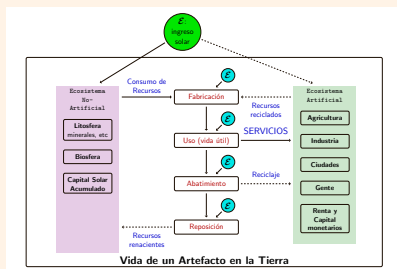 ℰ:
ingreso
solar
Ecosistema
No-
Artificial
Litosfera
minerales, etc
Biosfera
Capital Solar
Acumulado
Consumo de
Recursos
ℰ
Fabricación
ℰ
Uso (vida útil)
ℰ
Abatimiento
ℰ
Reposición
Recursos
reciclados
SERVICIOS
Reciclaje
Recursos
renacientes
Ecosistema
Artificial
Agricultura
Industria
Ciudades
Gente
Renta y
Capital
monetarios
Vida de un Artefacto en la Tierra